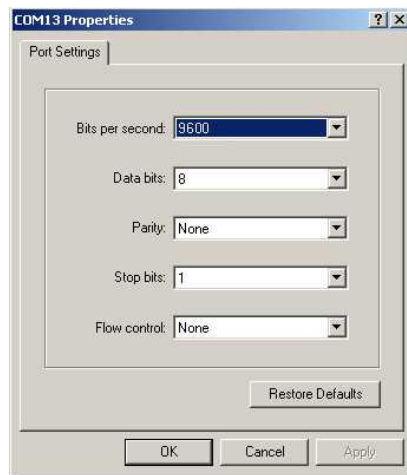 COM13 Properties
Port Settings
Bits per second: 9600
Data bits: 8
Parity: None
Stop bits: 1
Flow control: None
Restore Defaults
OK Cancel Apply